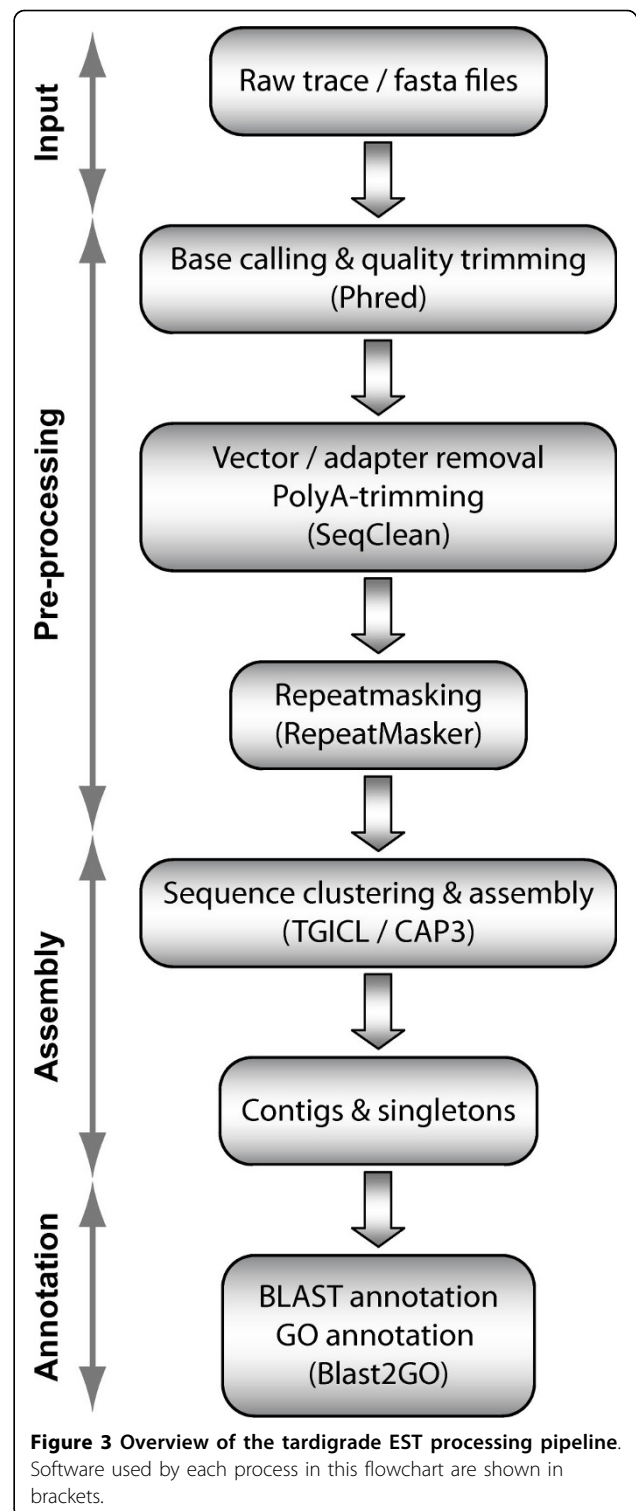 Input
Raw trace / fasta files
Pre-processing
Base calling & quality trimming
(Phred)
Vector / adapter removal
PolyA-trimming
(SeqClean)
Repeatmasking
(RepeatMasker)
Assembly
Sequence clustering & assembly
(TGICL / CAP3)
Contigs & singletons
Annotation
BLAST annotation
GO annotation
(Blast2GO)
Figure 3 Overview of the tardigrade EST processing pipeline.
Software used by each process in this flowchart are shown in
brackets.